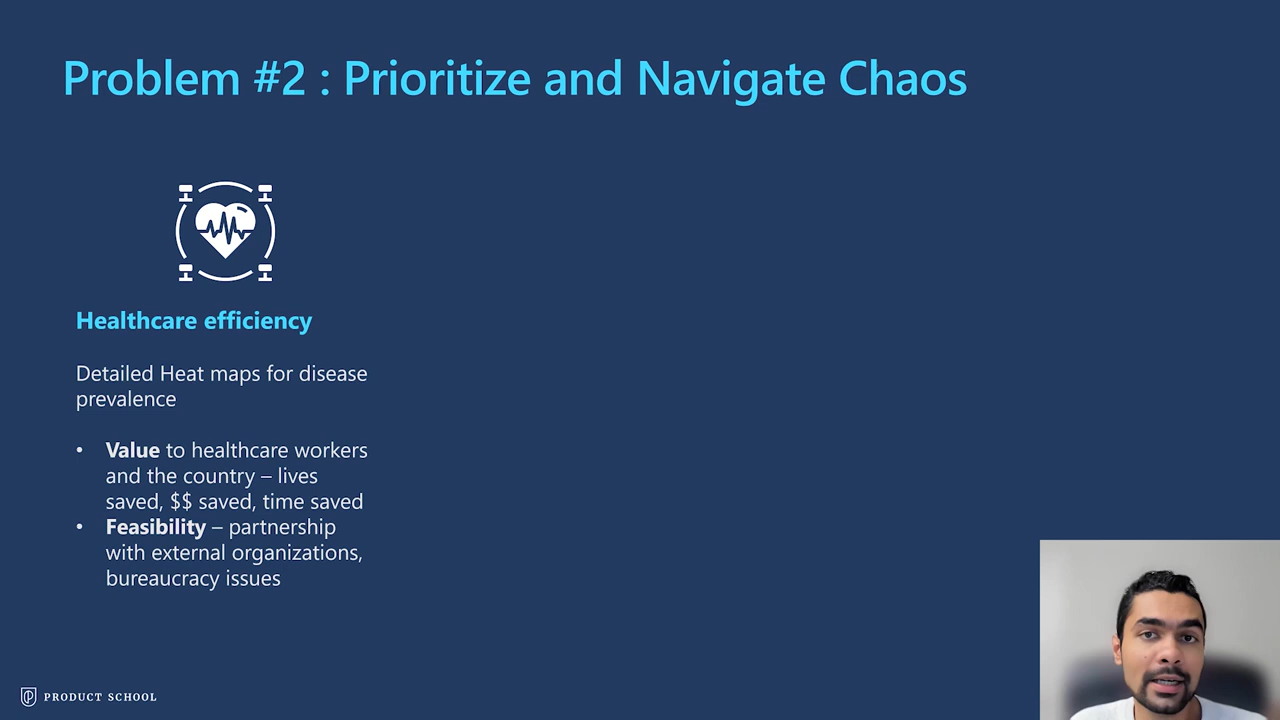 Problem #2 : Prioritize and Navigate Chaos
Healthcare efficiency
Detailed Heat maps for disease
prevalence
• Value to healthcare workers
and the country – lives
saved, $$ saved, time saved
• Feasibility – partnership
with external organizations,
bureaucracy issues
PRODUCT SCHOOL